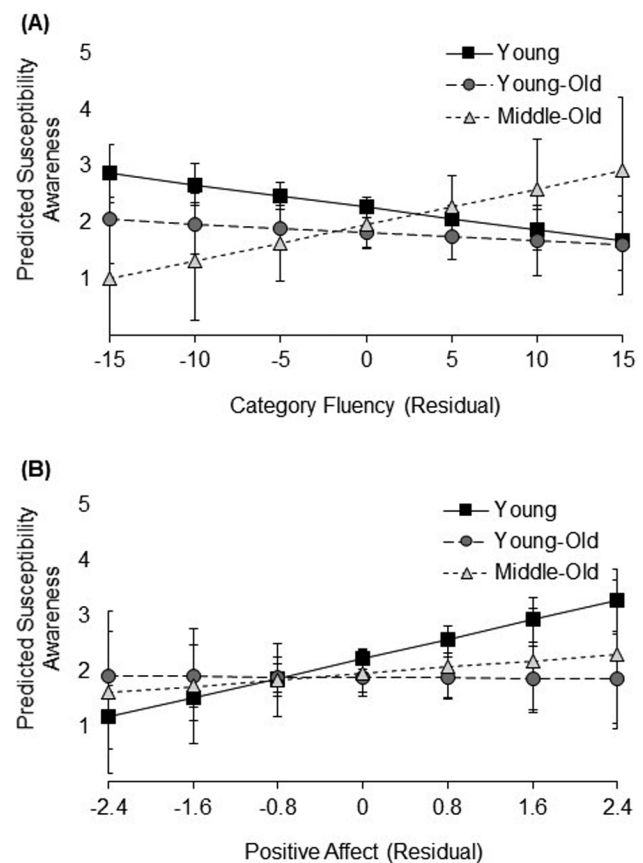 (A)
5
4
3
2
1
Predicted Susceptibility
Awareness
Young
Young-Old
Middle-Old
-15 -10 -5 0 5 10 15
Category Fluency (Residual)
(B)
5
4
3
2
1
Predicted Susceptibility
Awareness
Young
Young-Old
Middle-Old
-2.4 -1.6 -0.8 0 0.8 1.6 2.4
Positive Affect (Residual)